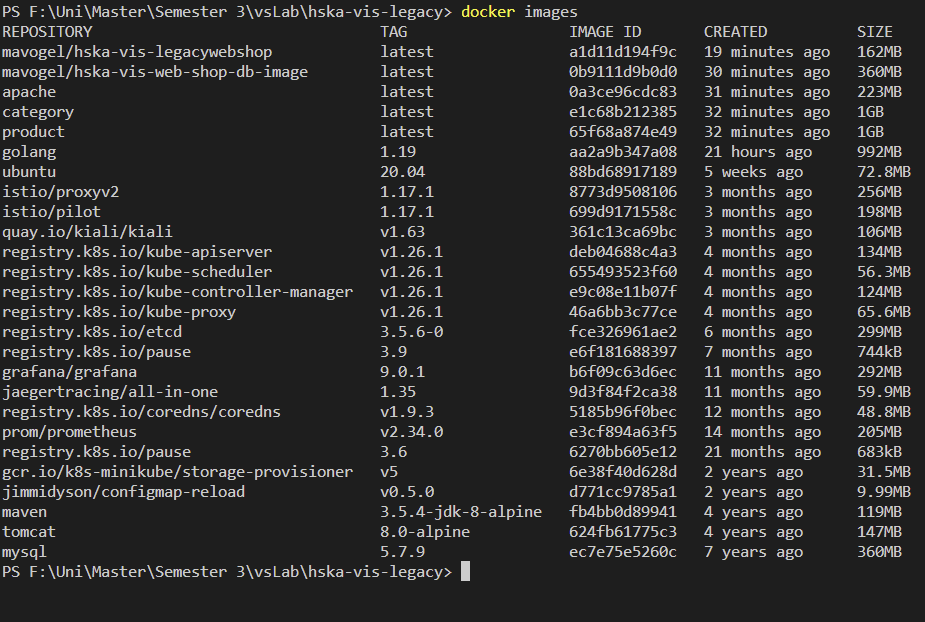 PS F:\Uni\Master\Semester 3\vsLab\hska-vis-legacy> docker images
REPOSITORY TAG IMAGE ID CREATED SIZE
mavogel/hska-vis-legacywebshop latest a1d11d194f9c 19 minutes ago 162MB
mavogel/hska-vis-web-shop-db-image latest 0b9111d9b0d0 30 minutes ago 360MB
apache latest 0a3ce96cdc83 31 minutes ago 223MB
category latest e1c68b212385 32 minutes ago 1GB
product latest 65f68a874e49 32 minutes ago 1GB
golang 1.19 aa2a9b347a08 21 hours ago 992MB
ubuntu 20.04 88bd68917189 5 weeks ago 72.8MB
istio/proxyv2 1.17.1 8773d9508106 3 months ago 256MB
istio/pilot 1.17.1 699d9171558c 3 months ago 198MB
quay.io/kiali/kiali v1.63 361c13ca69bc 3 months ago 106MB
registry.k8s.io/kube-apiserver v1.26.1 deb04688c4a3 4 months ago 134MB
registry.k8s.io/kube-scheduler v1.26.1 655493523f60 4 months ago 56.3MB
registry.k8s.io/kube-controller-manager v1.26.1 e9c08e11b07f 4 months ago 124MB
registry.k8s.io/kube-proxy v1.26.1 46a6bb3c77ce 4 months ago 65.6MB
registry.k8s.io/etcd 3.5.6-0 fce326961ae2 6 months ago 299MB
registry.k8s.io/pause 3.9 e6f181688397 7 months ago 744kB
grafana/grafana 9.0.1 b6f09c63d6ec 11 months ago 292MB
jaegertracing/all-in-one 1.35 9d3f84f2ca38 11 months ago 59.9MB
registry.k8s.io/coredns/coredns v1.9.3 5185b96f0bec 12 months ago 48.8MB
prom/prometheus v2.34.0 e3cf894a63f5 14 months ago 205MB
registry.k8s.io/pause 3.6 6270bb605e12 21 months ago 683kB
gcr.io/k8s-minikube/storage-provisioner v5 6e38f40d628d 2 years ago 31.5MB
jimmidyson/configmap-reload v0.5.0 d771cc9785a1 2 years ago 9.99MB
maven 3.5.4-jdk-8-alpine fb4bb0d89941 4 years ago 119MB
tomcat 8.0-alpine 624fb61775c3 4 years ago 147MB
mysql 5.7.9 ec7e75e5260c 7 years ago 360MB
PS F:\Uni\Master\Semester 3\vsLab\hska-vis-legacy>